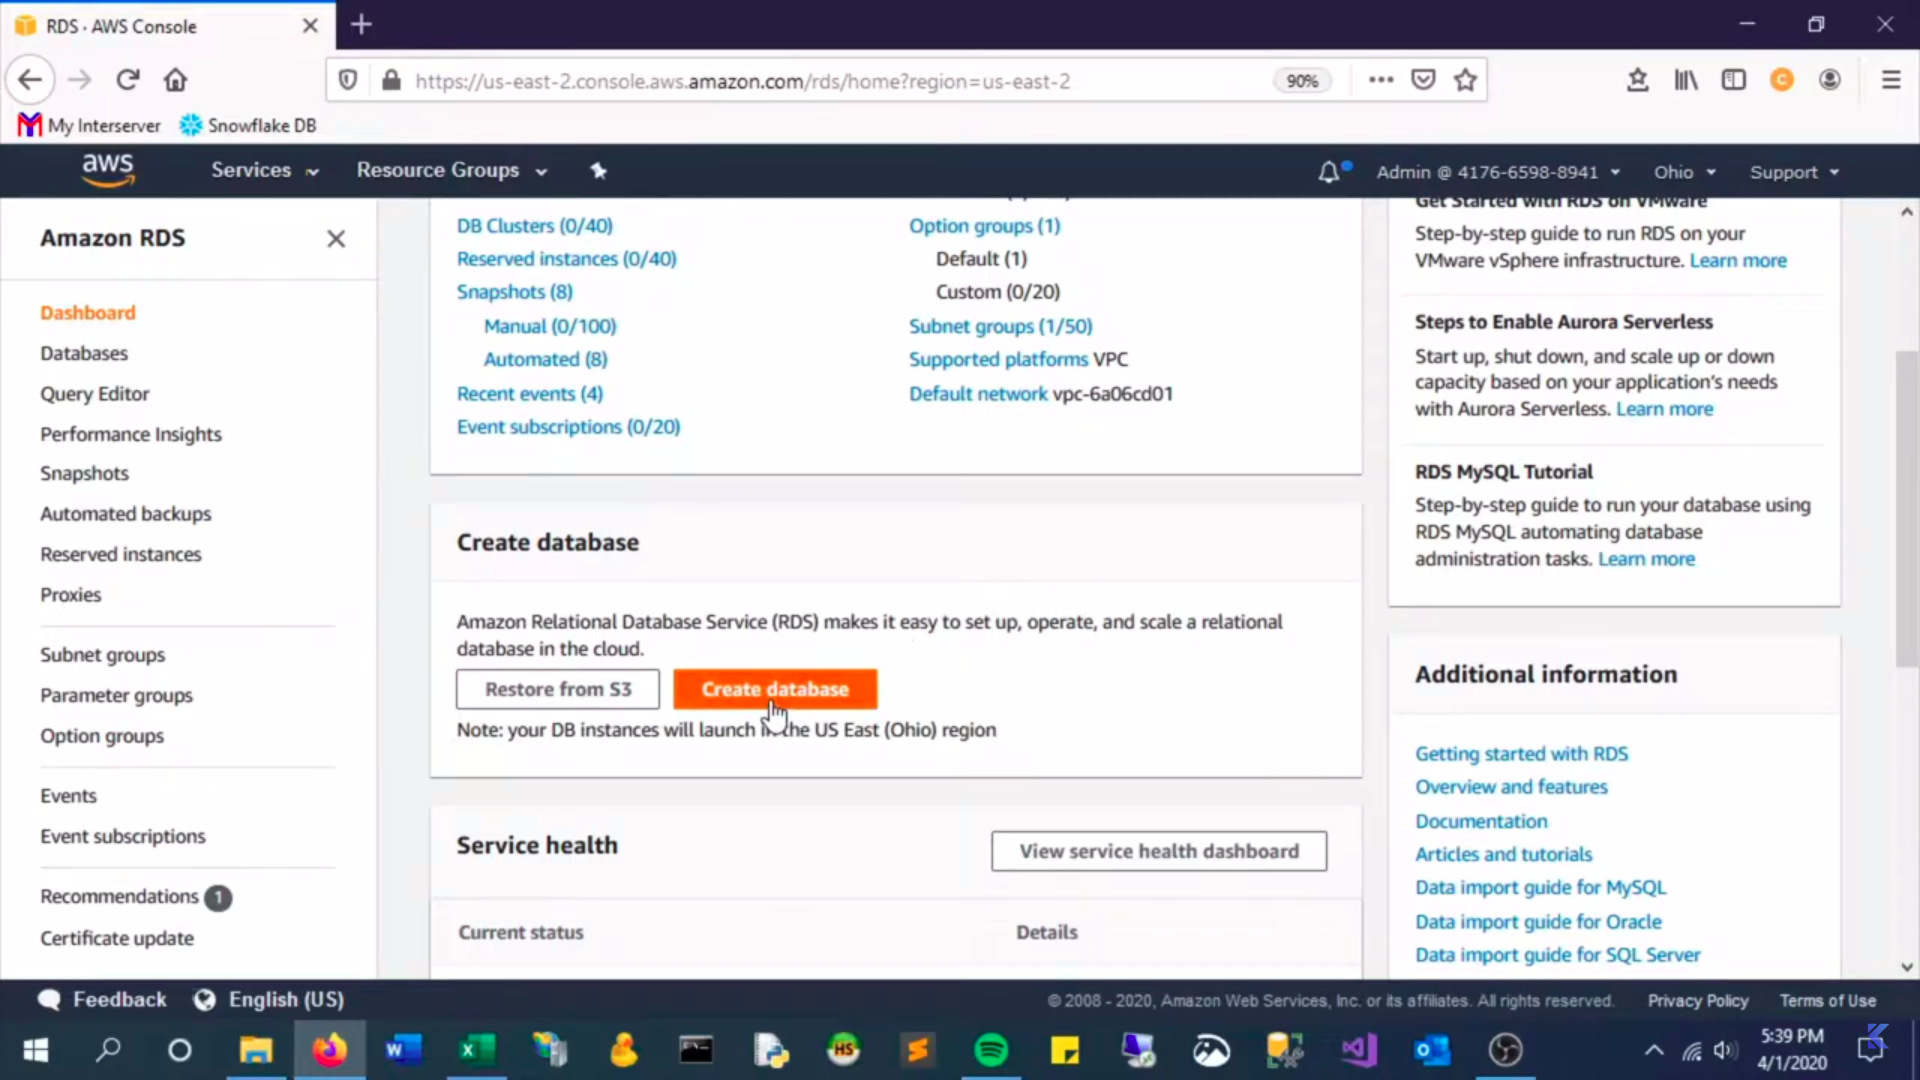 RDS · AWS Console
https://us-east-2.console.aws.amazon.com/rds/home?region=us-east-2
90%
My Interserver
Snowflake DB
aws
Services
Resource Groups
Admin @ 4176-6598-8941
Ohio
Support
Amazon RDS
Dashboard
Databases
Query Editor
Performance Insights
Snapshots
Automated backups
Reserved instances
Proxies
Subnet groups
Parameter groups
Option groups
Events
Event subscriptions
Recommendations 1
Certificate update
DB Clusters (0/40)
Reserved instances (0/40)
Snapshots (8)
Manual (0/100)
Automated (8)
Recent events (4)
Event subscriptions (0/20)
Option groups (1)
Default (1)
Custom (0/20)
Subnet groups (1/50)
Supported platforms VPC
Default network vpc-6a06cd01
Create database
Amazon Relational Database Service (RDS) makes it easy to set up, operate, and scale a relational
database in the cloud.
Restore from S3
Create database
Note: your DB instances will launch in the US East (Ohio) region
Service health
View service health dashboard
Current status
Details
Get Started with RDS on VMware
Step-by-step guide to run RDS on your
VMware vSphere infrastructure. Learn more
Steps to Enable Aurora Serverless
Start up, shut down, and scale up or down
capacity based on your application's needs
with Aurora Serverless. Learn more
RDS MySQL Tutorial
Step-by-step guide to run your database using
RDS MySQL automating database
administration tasks. Learn more
Additional information
Getting started with RDS
Overview and features
Documentation
Articles and tutorials
Data import guide for MySQL
Data import guide for Oracle
Data import guide for SQL Server
Feedback
English (US)
© 2008 - 2020, Amazon Web Services, Inc. or its affiliates. All rights reserved.
Privacy Policy
Terms of Use
HS
5:39 PM
4/1/2020